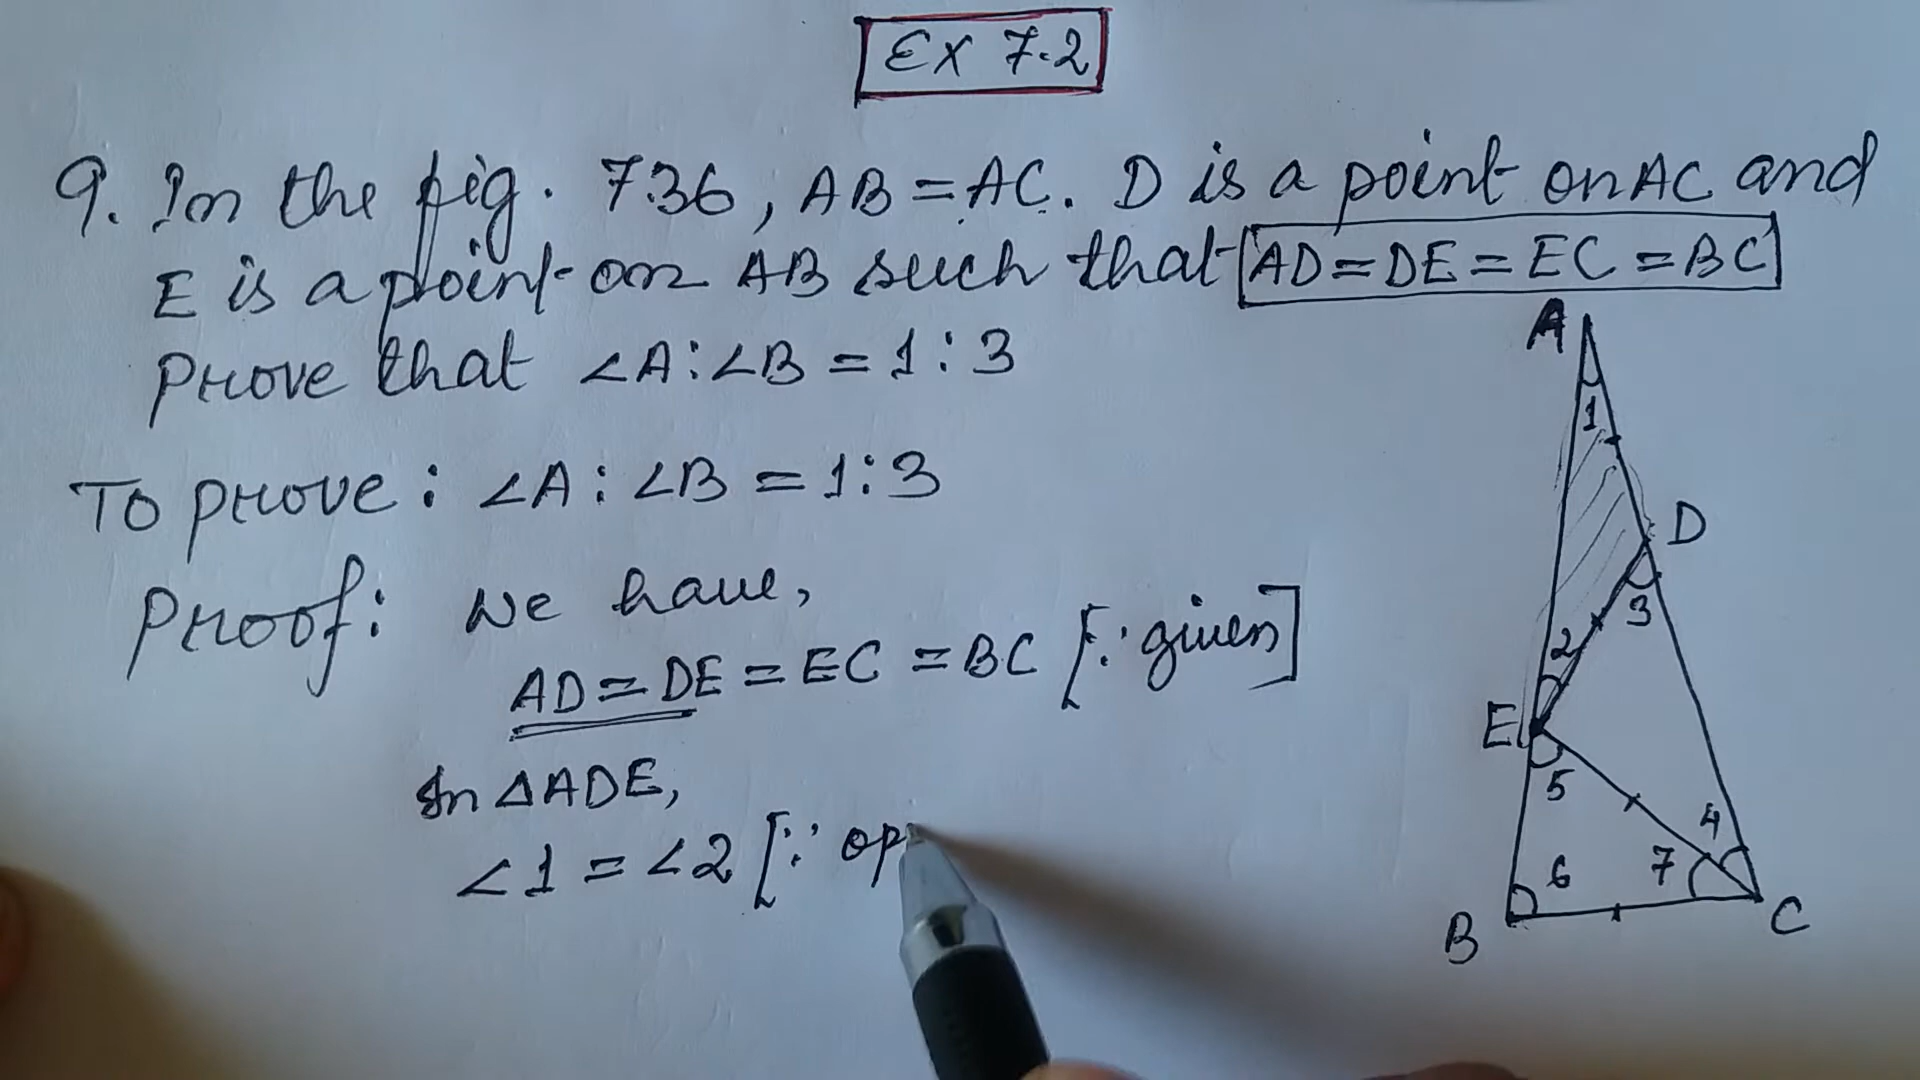 EX 7.2
9. In the fig. 7.36, AB = AC. D is a point on AC and
E is a point on AB such that AD = DE = EC = BC
Prove that ∠A : ∠B = 1 : 3
To prove : ∠A : ∠B = 1 : 3
Proof : We have,
AD = DE = EC = BC [∵ given]
In △ADE,
∠1 = ∠2 [∵ op
A
1
D
3
2
E
5
4
6
7
B
C